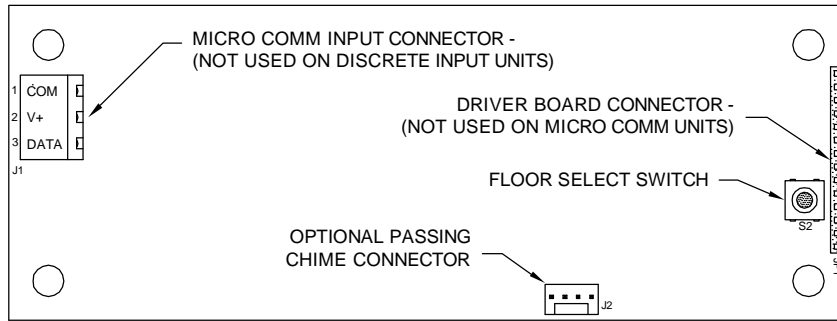 MICRO COMM INPUT CONNECTOR -
(NOT USED ON DISCRETE INPUT UNITS)
1 COM
2 V+
3 DATA
J1
DRIVER BOARD CONNECTOR -
(NOT USED ON MICRO COMM UNITS)
FLOOR SELECT SWITCH
S2
OPTIONAL PASSING
CHIME CONNECTOR
J2